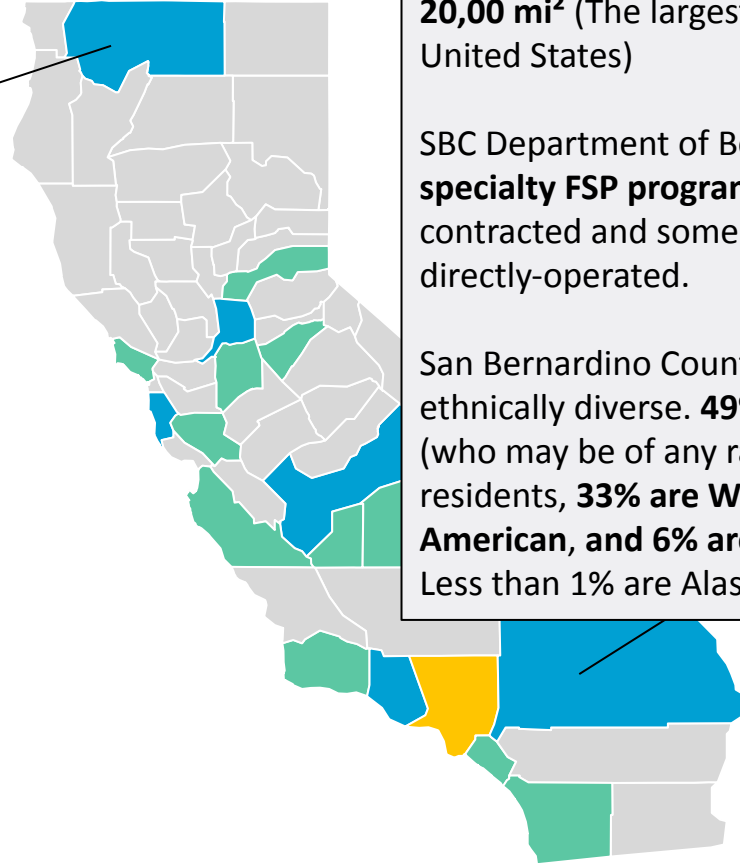 20,00 mi² (The largest
United States)
SBC Department of Be
specialty FSP program
contracted and some
directly-operated.
San Bernardino Count
ethnically diverse. 49%
(who may be of any ra
residents, 33% are W
American, and 6% are
Less than 1% are Alas